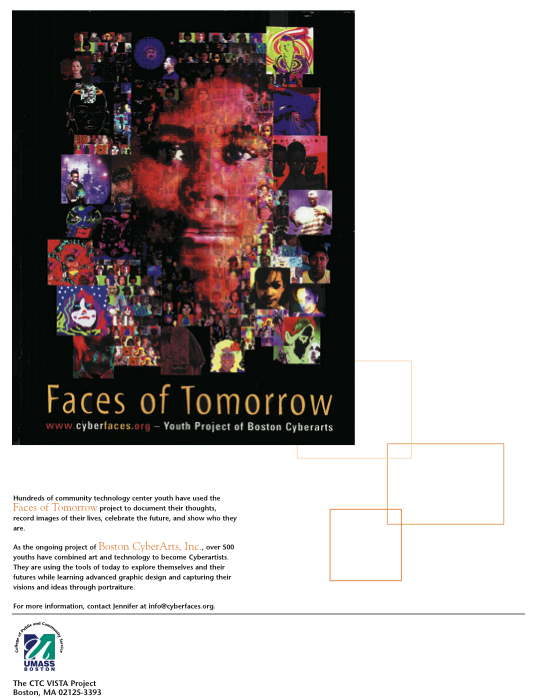 Faces of Tomorrow
www.cyberfaces.org – Youth Project of Boston Cyberarts
Hundreds of community technology center youth have used the
Faces of Tomorrow project to document their thoughts,
record images of their lives, celebrate the future, and show who they
are.
As the ongoing project of Boston CyberArts, Inc., over 500
youths have combined art and technology to become Cyberartists.
They are using the tools of today to explore themselves and their
futures while learning advanced graphic design and capturing their
visions and ideas through portraiture.
For more information, contact Jennifer at info@cyberfaces.org.
College of Public and Community Service
UMASS
BOSTON
The CTC VISTA Project
Boston, MA 02125-3393